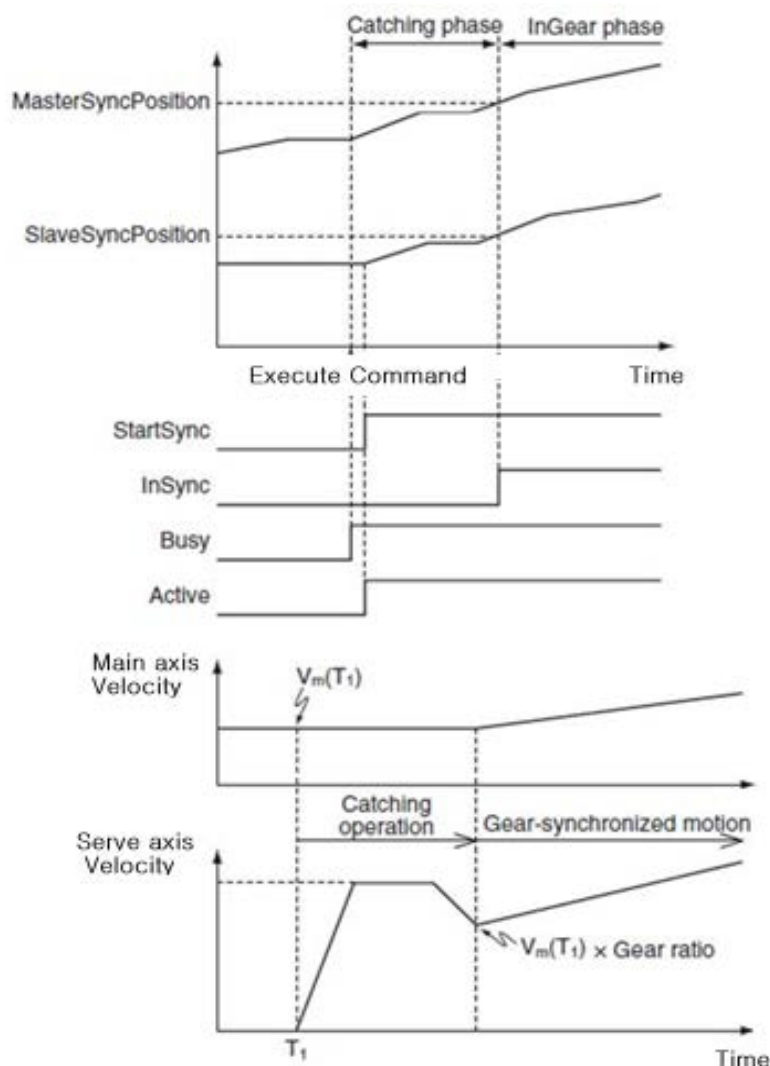 Catching phase
InGear phase
MasterSyncPosition
SlaveSyncPosition
Execute Command
Time
StartSync
InSync
Busy
Active
Main axis
Velocity
Vm(T1)
Catching
operation
Gear-synchronized motion
Serve axis
Velocity
Vm(T1) × Gear ratio
T1
Time